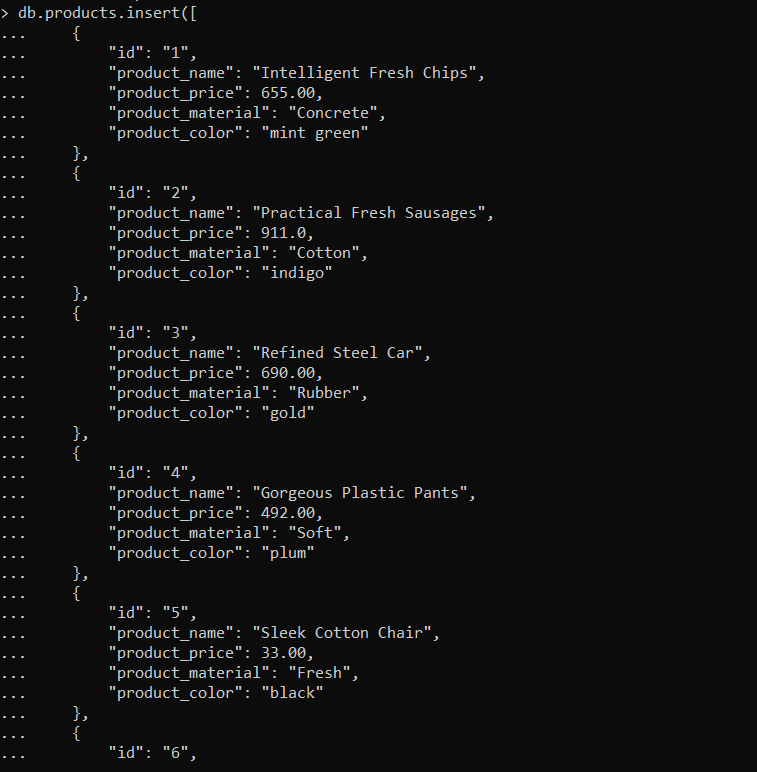 > db.products.insert([
...     {
...         "id": "1",
...         "product_name": "Intelligent Fresh Chips",
...         "product_price": 655.00,
...         "product_material": "Concrete",
...         "product_color": "mint green"
...     },
...     {
...         "id": "2",
...         "product_name": "Practical Fresh Sausages",
...         "product_price": 911.0,
...         "product_material": "Cotton",
...         "product_color": "indigo"
...     },
...     {
...         "id": "3",
...         "product_name": "Refined Steel Car",
...         "product_price": 690.00,
...         "product_material": "Rubber",
...         "product_color": "gold"
...     },
...     {
...         "id": "4",
...         "product_name": "Gorgeous Plastic Pants",
...         "product_price": 492.00,
...         "product_material": "Soft",
...         "product_color": "plum"
...     },
...     {
...         "id": "5",
...         "product_name": "Sleek Cotton Chair",
...         "product_price": 33.00,
...         "product_material": "Fresh",
...         "product_color": "black"
...     },
...     {
...         "id": "6",